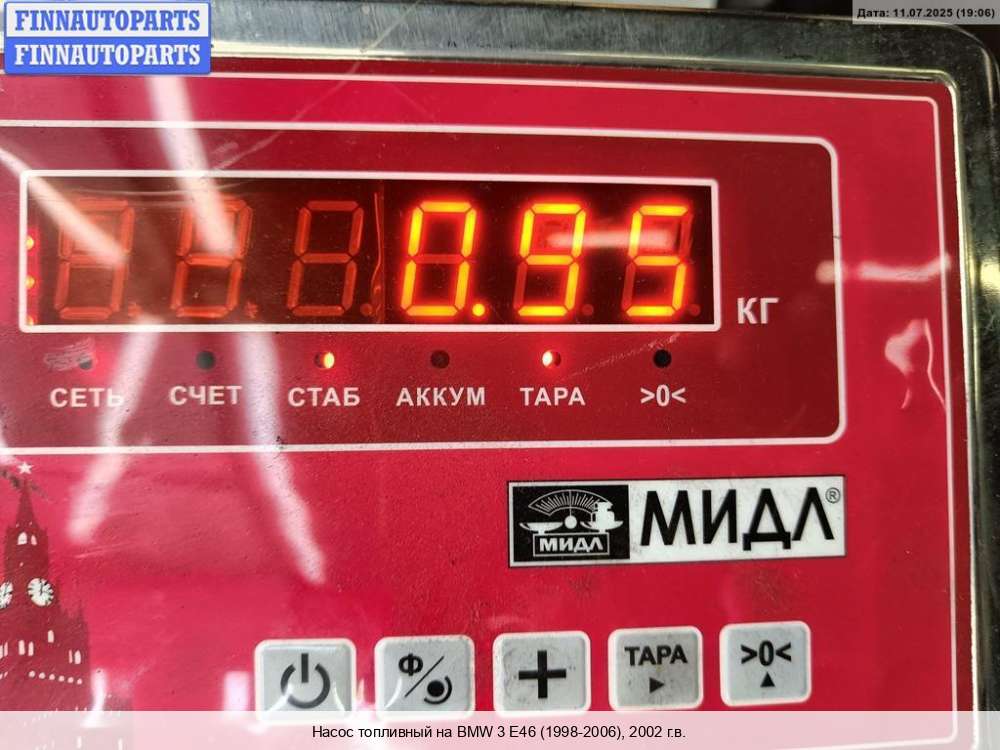 FINNAUTOPARTS
FINNAUTOPARTS
Дата: 11.07.2025 (19:06)
0.95
КГ
СЕТЬ СЧЕТ СТАБ АККУМ ТАРА >0<
МИДЛ МИДЛ®
Ф ТАРА >0<
Насос топливный на BMW 3 E46 (1998-2006), 2002 г.в.